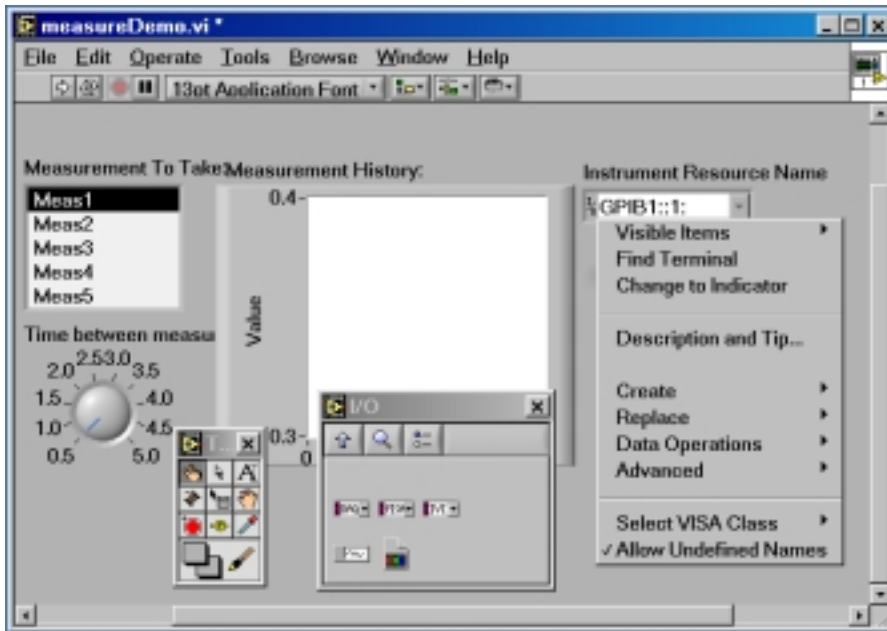 measureDemo.vi *
File Edit Operate Tools Browse Window Help
13pt Application Font
Measurement To Take:
Measurement History:
Instrument Resource Name
Meas1
Meas2
Meas3
Meas4
Meas5
0.4
Value
0.3
0
GPIB1::1:
Visible Items
Find Terminal
Change to Indicator
Description and Tip...
Create
Replace
Data Operations
Advanced
Select VISA Class
Allow Undefined Names
Time between measu
2.0 2.5 3.0 3.5
1.5 4.0
1.0 4.5
0.5 5.0
T...
A
I/O